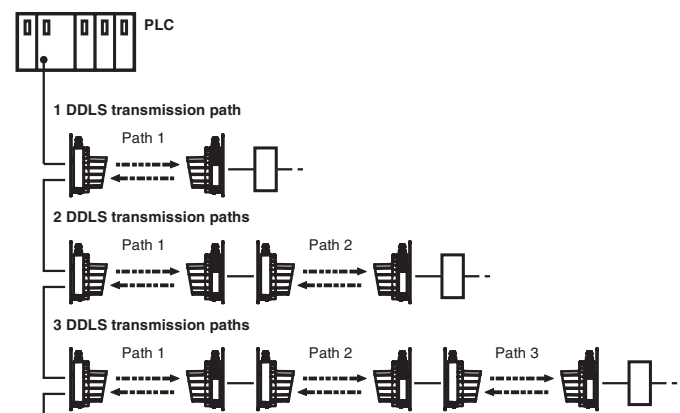 PLC
1 DDLS transmission path
Path 1
2 DDLS transmission paths
Path 1 Path 2
3 DDLS transmission paths
Path 1 Path 2 Path 3